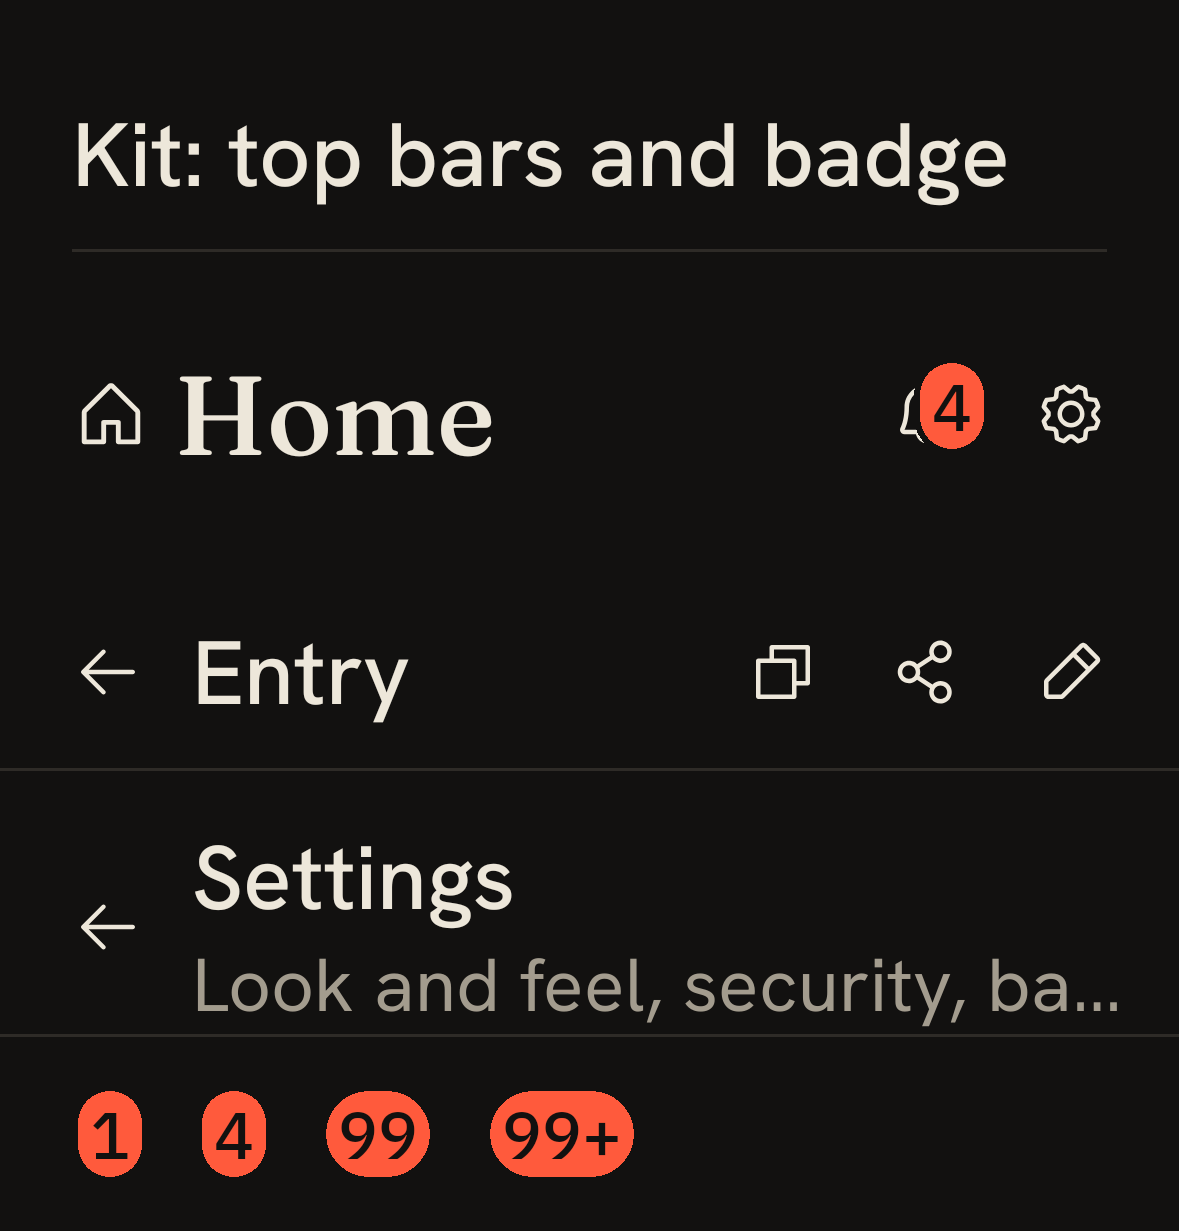 Kit: top bars and badge
Home 4
Entry
Settings
Look and feel, security, ba...
1 4 99 99+